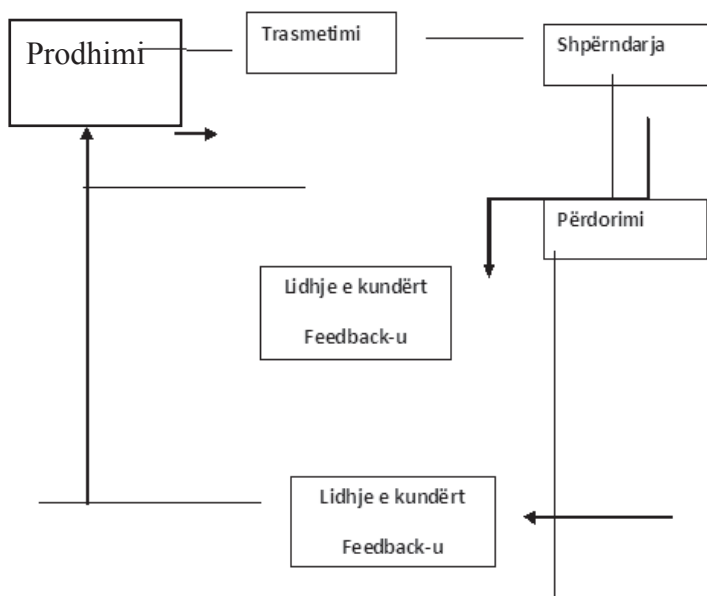 Prodhimi
Trasmetimi
Shpërndarja
Përdorimi
Lidhje e kundërt
Feedback-u
Lidhje e kundërt
Feedback-u